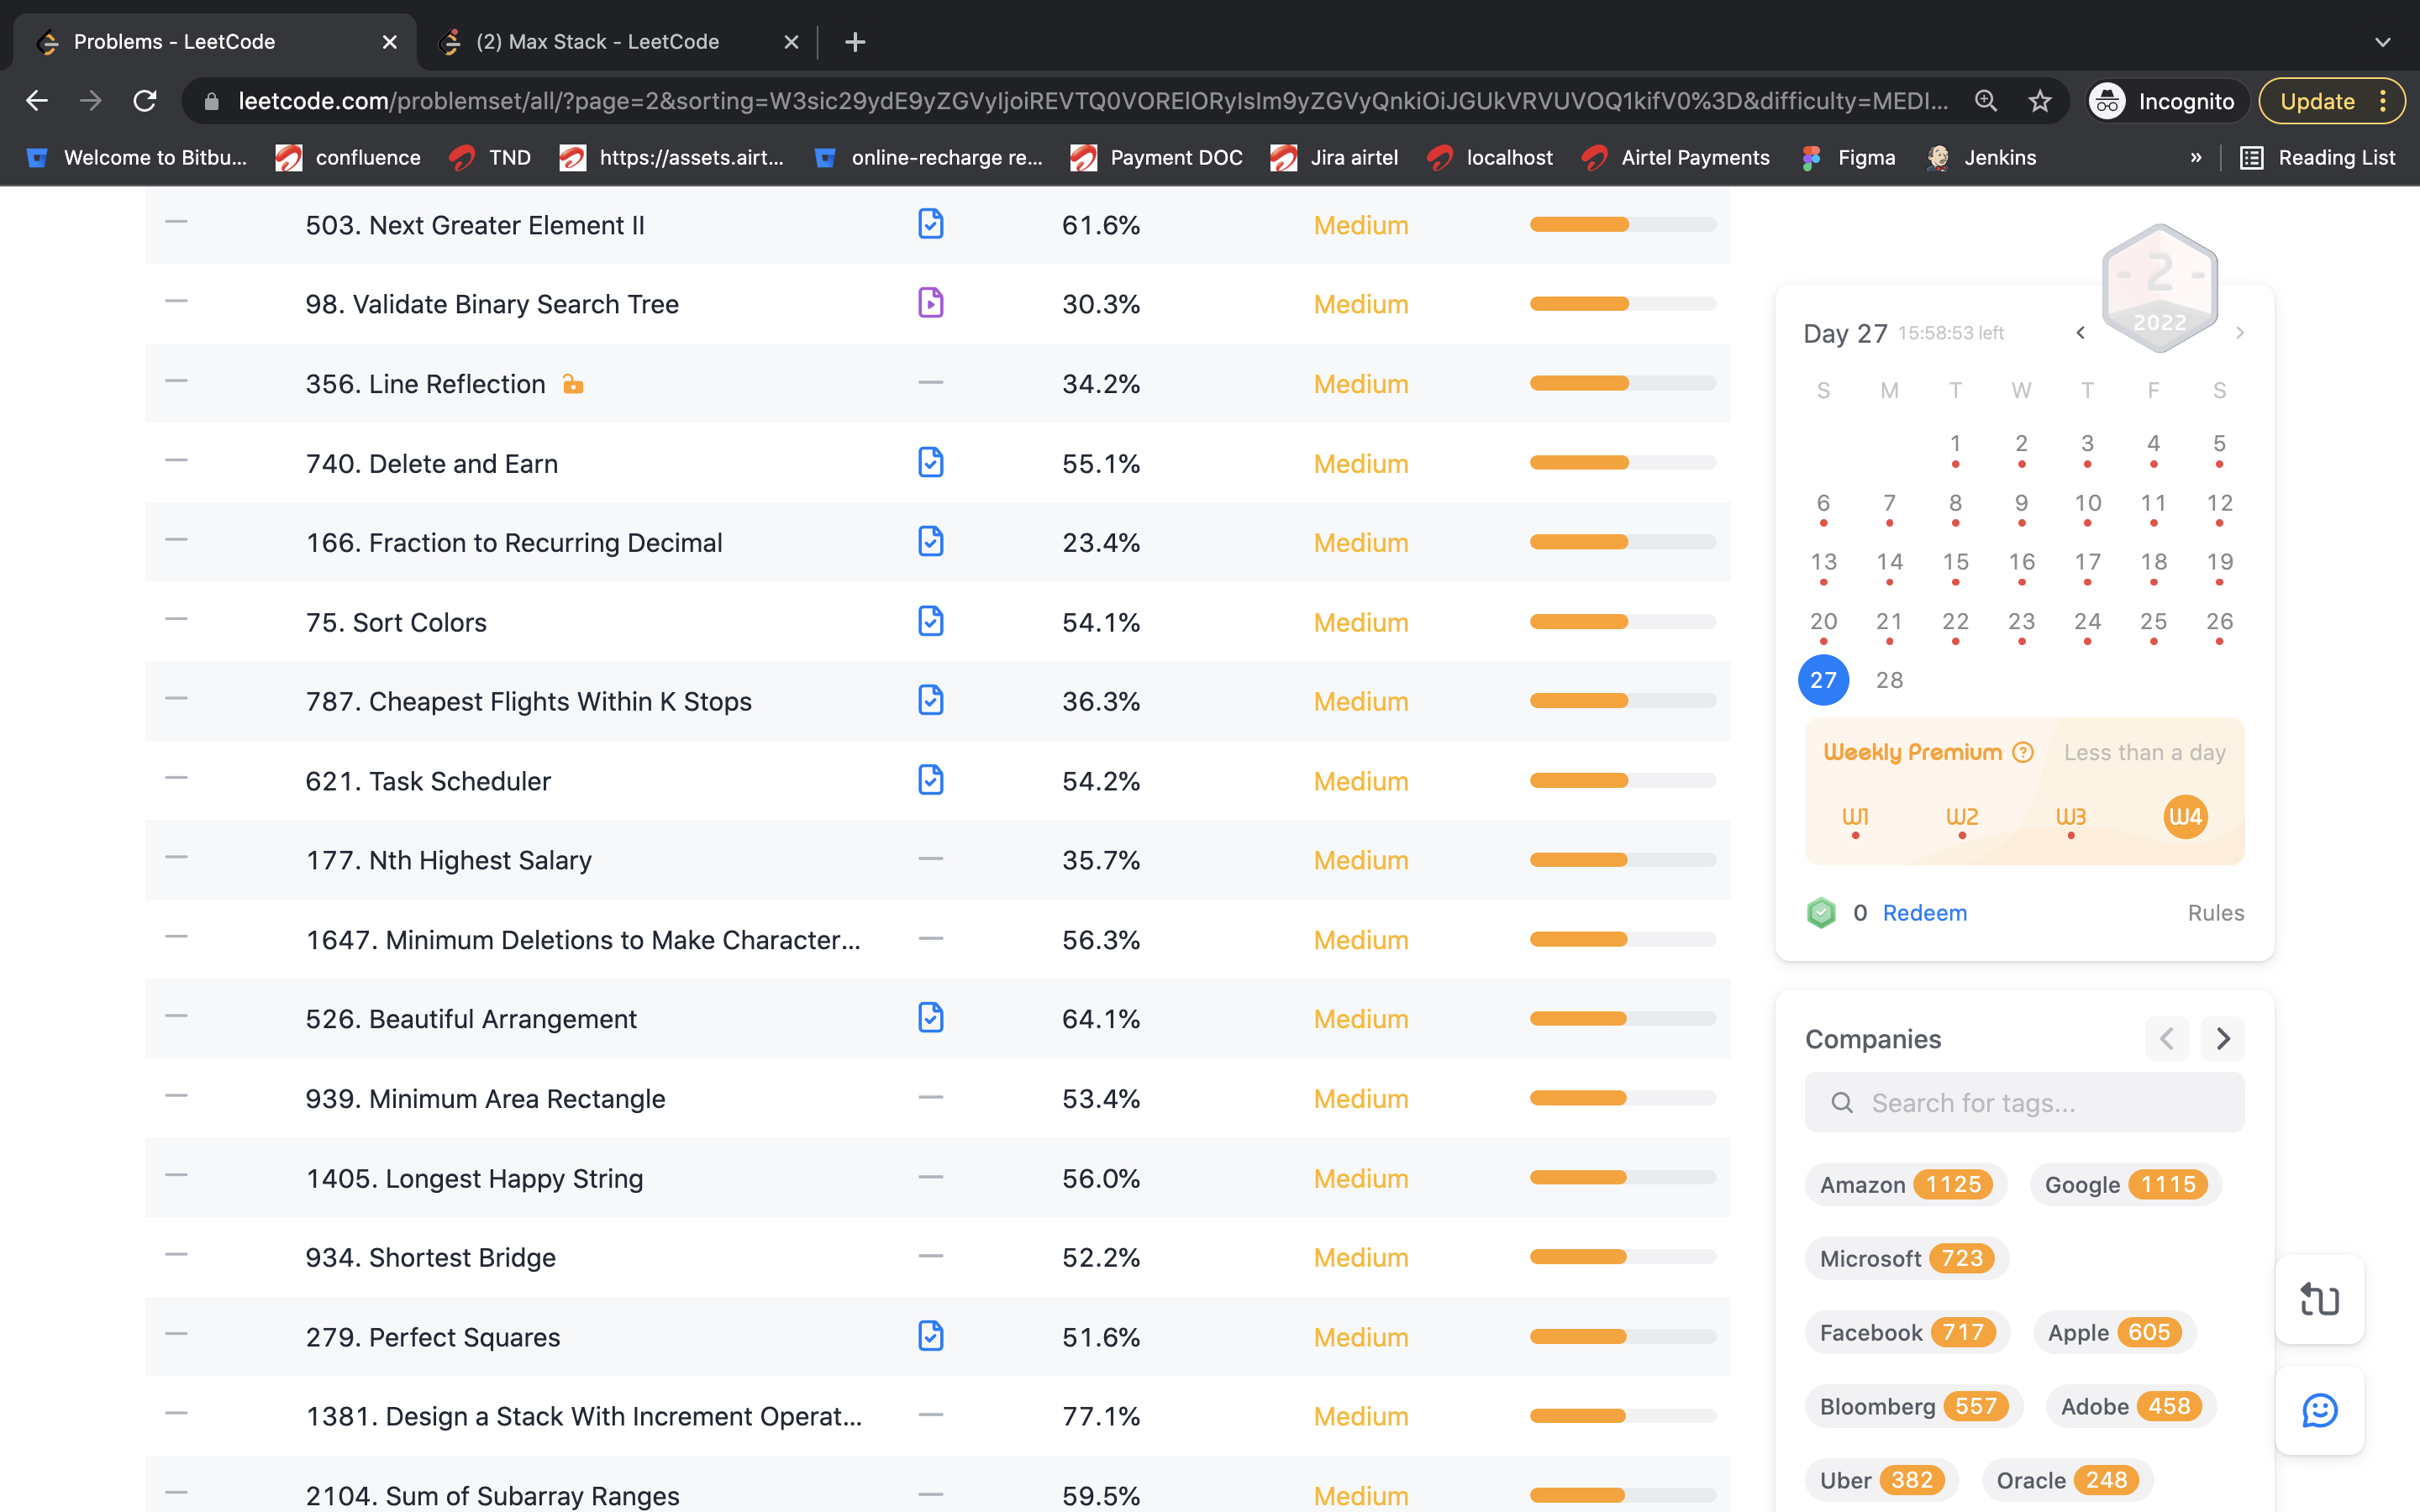 Problems - LeetCode
(2) Max Stack - LeetCode
leetcode.com/problemset/all/?page=2&sorting=W3sic29ydE9yZGVyIjoiREVTQ0VORElORyIsIm9yZGVyQnkiOiJGUkVRVUVOQ1kifV0%3D&difficulty=MEDI...
Incognito
Update
Welcome to Bitbu...
confluence
TND
https://assets.airt...
online-recharge re...
Payment DOC
Jira airtel
localhost
Airtel Payments
Figma
Jenkins
»
Reading List
503. Next Greater Element II 61.6% Medium
98. Validate Binary Search Tree 30.3% Medium
356. Line Reflection 34.2% Medium
740. Delete and Earn 55.1% Medium
166. Fraction to Recurring Decimal 23.4% Medium
75. Sort Colors 54.1% Medium
787. Cheapest Flights Within K Stops 36.3% Medium
621. Task Scheduler 54.2% Medium
177. Nth Highest Salary 35.7% Medium
1647. Minimum Deletions to Make Character... 56.3% Medium
526. Beautiful Arrangement 64.1% Medium
939. Minimum Area Rectangle 53.4% Medium
1405. Longest Happy String 56.0% Medium
934. Shortest Bridge 52.2% Medium
279. Perfect Squares 51.6% Medium
1381. Design a Stack With Increment Operat... 77.1% Medium
2104. Sum of Subarray Ranges 59.5% Medium
2
2022
Day 27 15:58:53 left
S M T W T F S
1 2 3 4 5
6 7 8 9 10 11 12
13 14 15 16 17 18 19
20 21 22 23 24 25 26
27 28
Weekly Premium ? Less than a day
W1 W2 W3 W4
0 Redeem Rules
Companies
Search for tags...
Amazon 1125 Google 1115
Microsoft 723
Facebook 717 Apple 605
Bloomberg 557 Adobe 458
Uber 382 Oracle 248